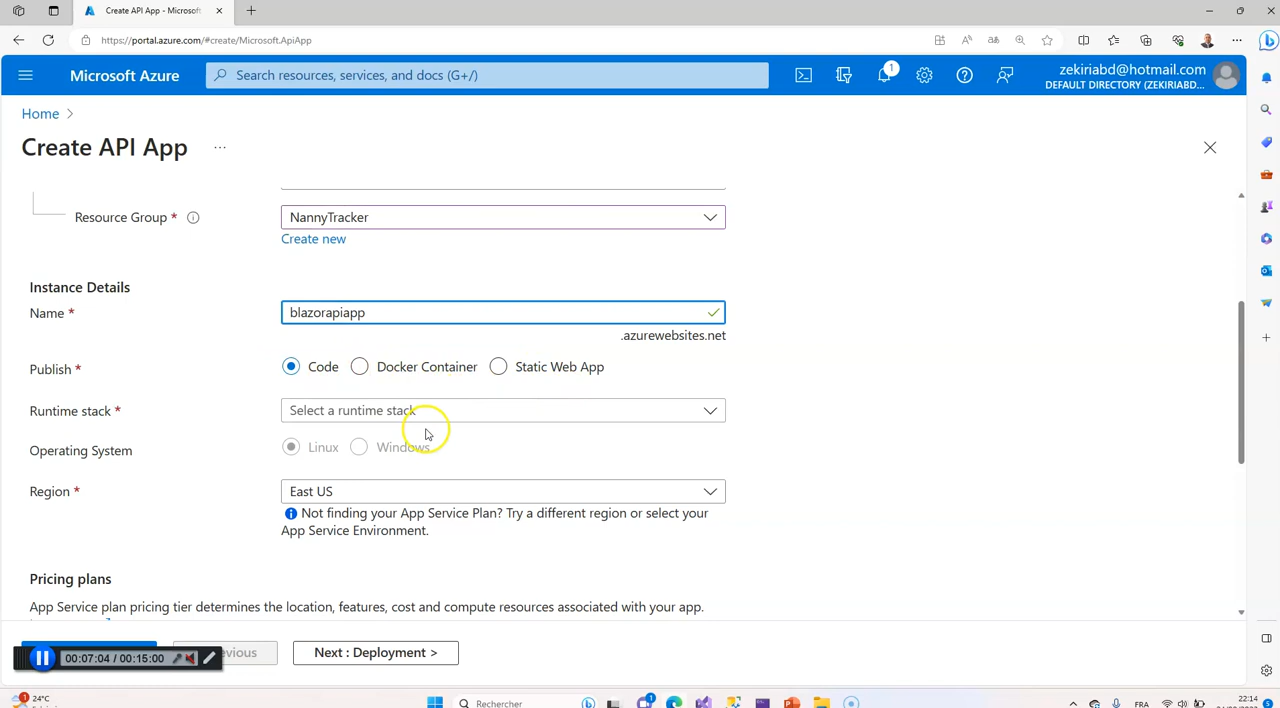 Create API App - Microsoft
https://portal.azure.com/#create/Microsoft.ApiApp
Microsoft Azure
Search resources, services, and docs (G+/)
1
zekiriabd@hotmail.com
DEFAULT DIRECTORY (ZEKIRIABD...
Home
Create API App
Resource Group *
NannyTracker
Create new
Instance Details
Name *
blazorapiapp
.azurewebsites.net
Publish *
Code
Docker Container
Static Web App
Runtime stack *
Select a runtime stack
Operating System
Linux
Windows
Region *
East US
Not finding your App Service Plan? Try a different region or select your
App Service Environment.
Pricing plans
App Service plan pricing tier determines the location, features, cost and compute resources associated with your app.
Next : Deployment >
00:07:04 / 00:15:00
1
24°C
Rechercher
1
FRA
22:14